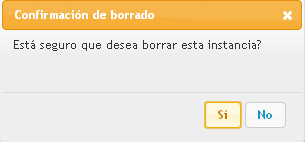 Confirmación de borrado
Está seguro que desea borrar esta instancia?
Si
No